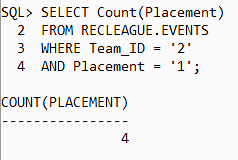 SQL> SELECT Count(Placement)
2 FROM RECLEAGUE.EVENTS
3 WHERE Team_ID = '2'
4 AND Placement = '1';
COUNT(PLACEMENT)
----------------
4